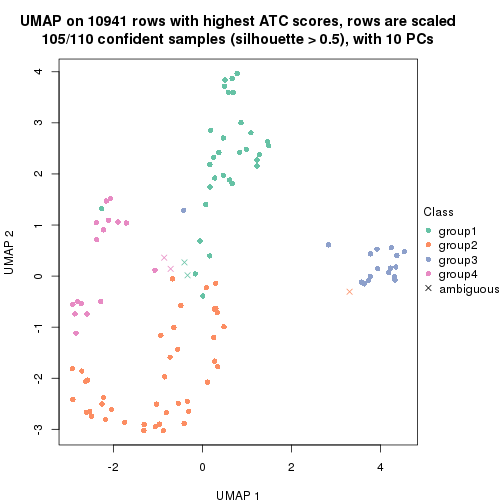 UMAP on 10941 rows with highest ATC scores, rows are scaled
105/110 confident samples (silhouette > 0.5), with 10 PCs
4
3
2
1
0
-1
-2
-3
UMAP 2
-2
0
2
4
UMAP 1
Class
group1
group2
group3
group4
ambiguous